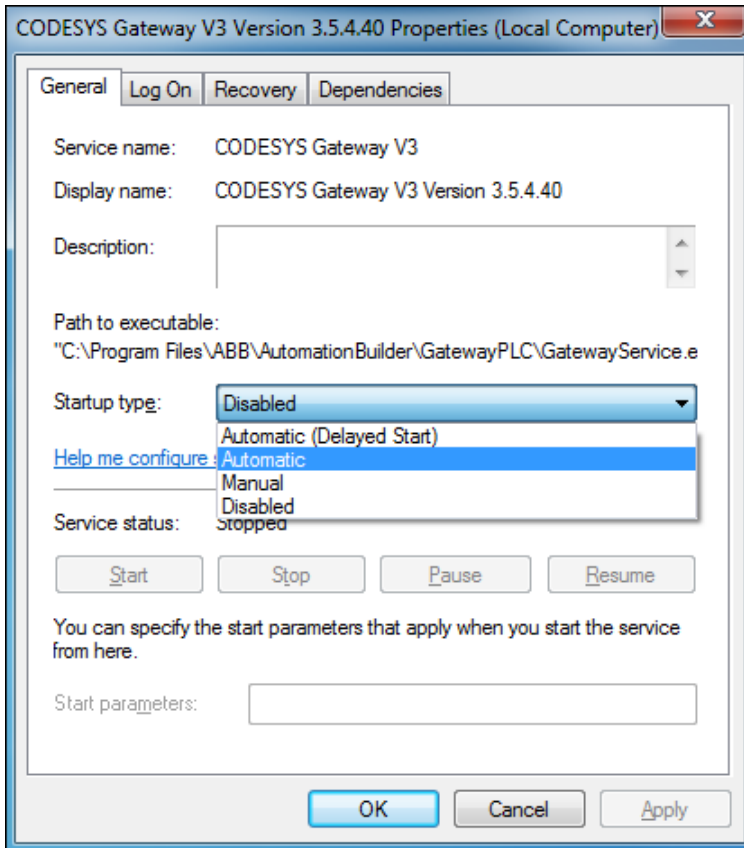 CODESYS Gateway V3 Version 3.5.4.40 Properties (Local Computer)
General Log On Recovery Dependencies
Service name: CODESYS Gateway V3
Display name: CODESYS Gateway V3 Version 3.5.4.40
Description:
Path to executable:
"C:\Program Files\ABB\AutomationBuilder\GatewayPLC\GatewayService.e
Startup type: Disabled
Automatic (Delayed Start)
Help me configure Automatic
Manual
Disabled
Service status: Stopped
Start Stop Pause Resume
You can specify the start parameters that apply when you start the service
from here.
Start parameters:
OK Cancel Apply